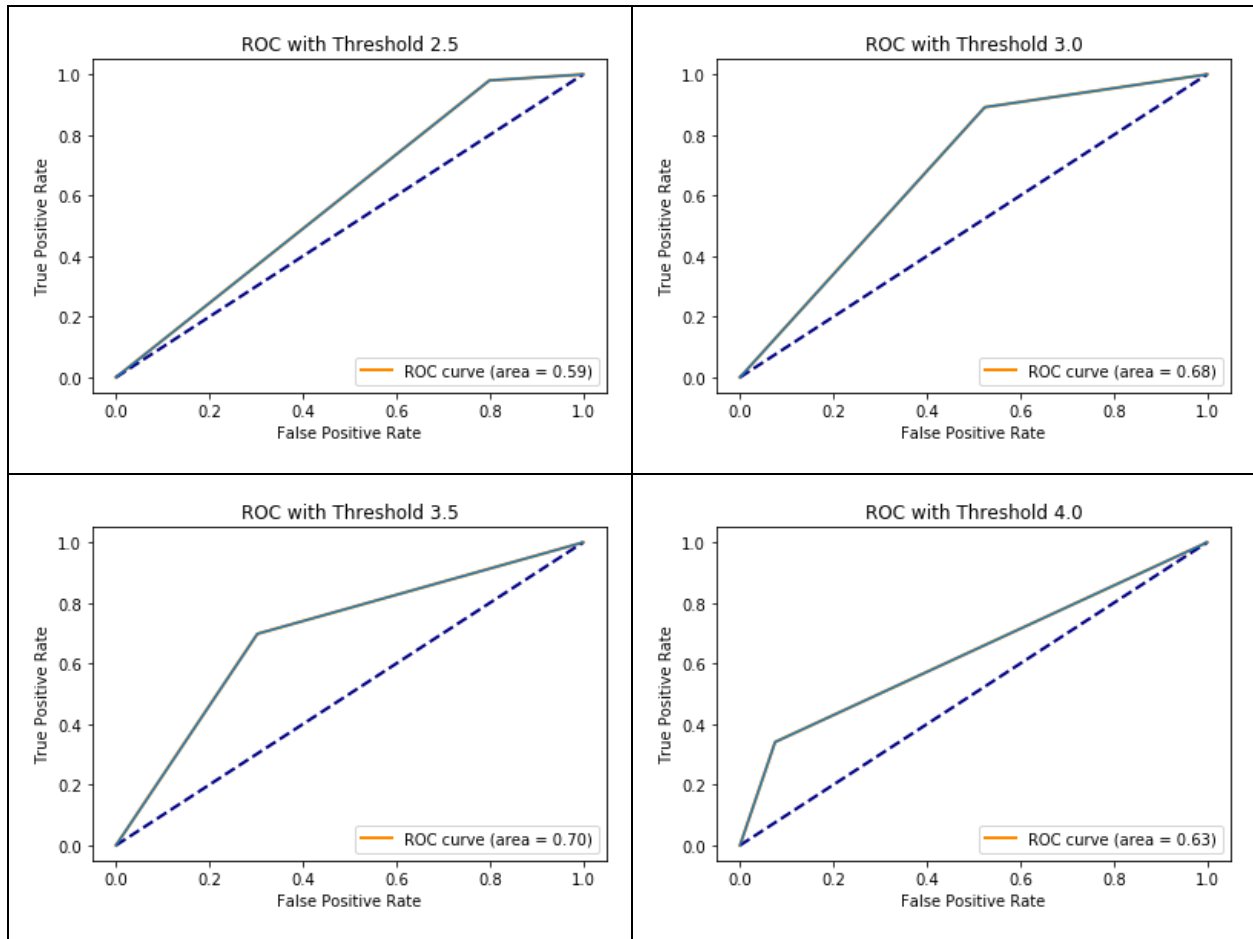 ROC with Threshold 2.5
1.0
0.8
0.6
0.4
0.2
0.0
True Positive Rate
ROC curve (area = 0.59)
0.0 0.2 0.4 0.6 0.8 1.0
False Positive Rate
ROC with Threshold 3.0
1.0
0.8
0.6
0.4
0.2
0.0
True Positive Rate
ROC curve (area = 0.68)
0.0 0.2 0.4 0.6 0.8 1.0
False Positive Rate
ROC with Threshold 3.5
1.0
0.8
0.6
0.4
0.2
0.0
True Positive Rate
ROC curve (area = 0.70)
0.0 0.2 0.4 0.6 0.8 1.0
False Positive Rate
ROC with Threshold 4.0
1.0
0.8
0.6
0.4
0.2
0.0
True Positive Rate
ROC curve (area = 0.63)
0.0 0.2 0.4 0.6 0.8 1.0
False Positive Rate